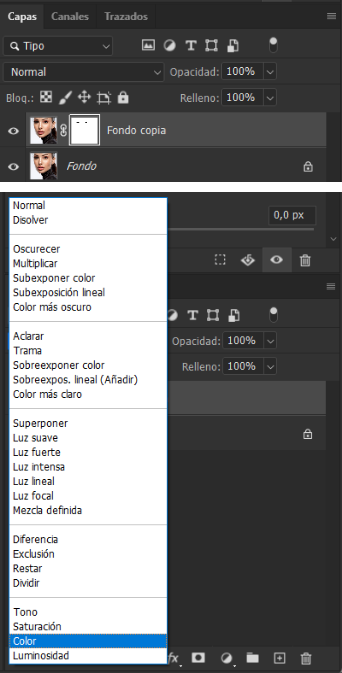 Capas Canales Trazados
Tipo
Normal Opacidad: 100%
Bloq.: Relleno: 100%
Fondo copia
Fondo
Normal
Disolver
0,0 px
Oscurecer
Multiplicar
Subexponer color
Subexposición lineal
Color más oscuro
Aclarar
Opacidad: 100%
Trama
Sobreexponer color
Relleno: 100%
Sobreexpos. lineal (Añadir)
Color más claro
Superponer
Luz suave
Luz fuerte
Luz intensa
Luz lineal
Luz focal
Mezcla definida
Diferencia
Exclusión
Restar
Dividir
Tono
Saturación
Color
Luminosidad
fx